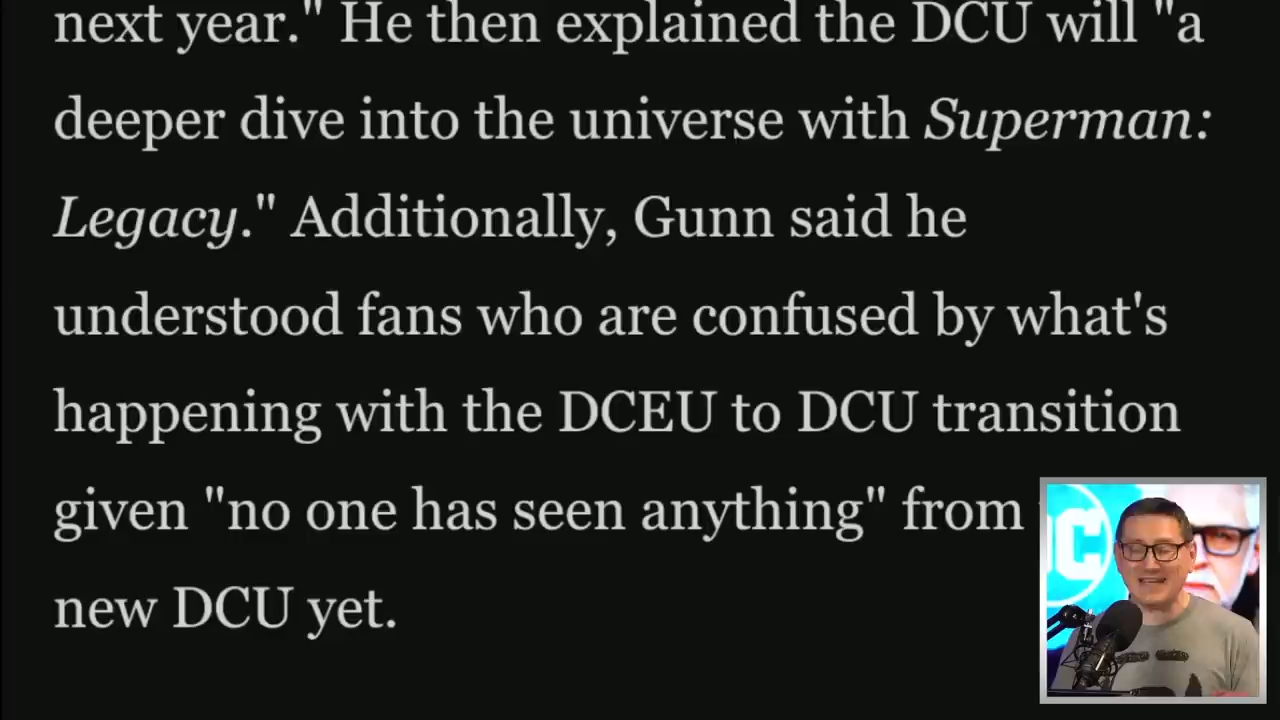 next year." He then explained the DCU will "a
deeper dive into the universe with Superman:
Legacy." Additionally, Gunn said he
understood fans who are confused by what's
happening with the DCEU to DCU transition
given "no one has seen anything" from
new DCU yet.
C